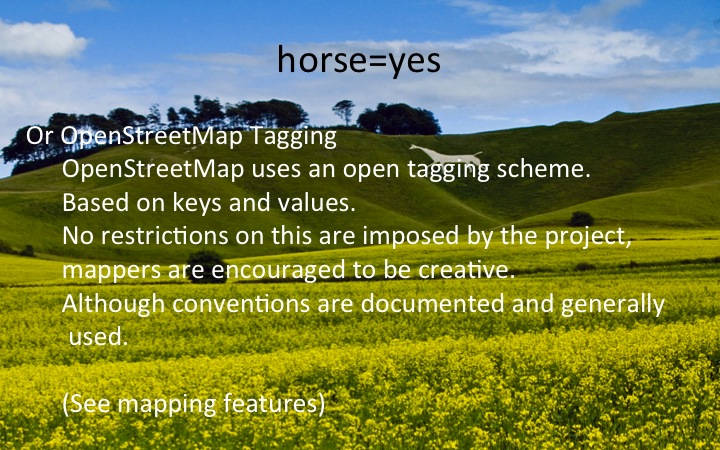 horse=yes
Or OpenStreetMap Tagging
OpenStreetMap uses an open tagging scheme.
Based on keys and values.
No restrictions on this are imposed by the project,
mappers are encouraged to be creative.
Although conventions are documented and generally
used.
(See mapping features)